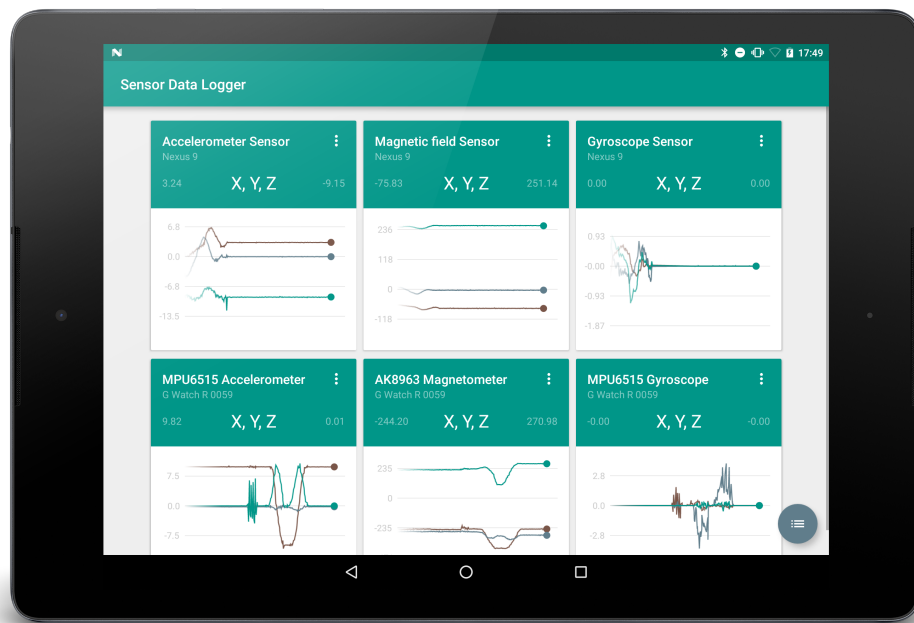 17:49
Sensor Data Logger
Accelerometer Sensor
Nexus 9
3.24 X, Y, Z -9.15
6.8
0.0
-6.8
-13.5
Magnetic field Sensor
Nexus 9
-75.83 X, Y, Z 251.14
236
118
0
-118
Gyroscope Sensor
Nexus 9
0.00 X, Y, Z 0.00
0.93
-0.00
-0.93
-1.87
MPU6515 Accelerometer
G Watch R 0059
9.82 X, Y, Z 0.01
7.5
0.0
-7.5
AK8963 Magnetometer
G Watch R 0059
-244.20 X, Y, Z 270.98
235
0
-235
MPU6515 Gyroscope
G Watch R 0059
-0.00 X, Y, Z -0.00
2.8
0.0
-2.8